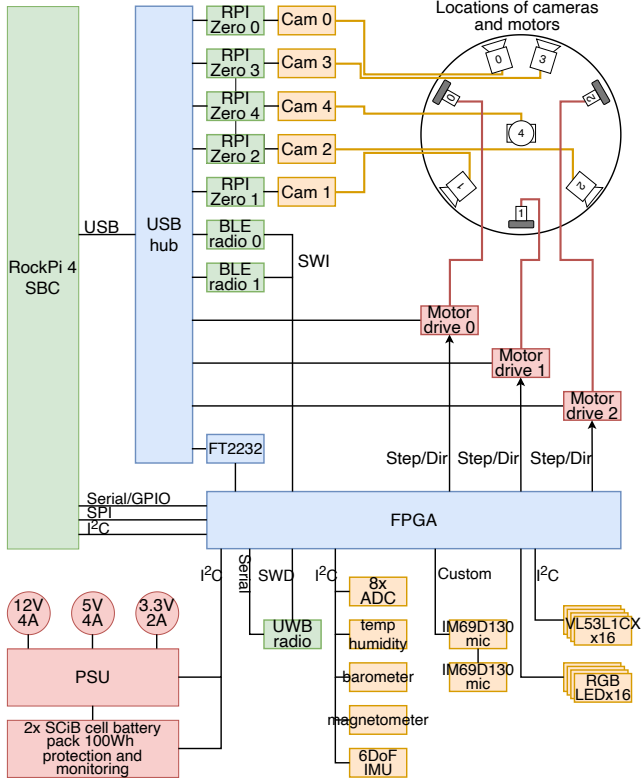 Locations of cameras
and motors
RPI
Zero 0
Cam 0
RPI
Zero 3
Cam 3
RPI
Zero 4
Cam 4
RPI
Zero 2
Cam 2
RPI
Zero 1
Cam 1
0
3
0
2
4
1
2
1
USB
USB
hub
BLE
radio 0
SWI
BLE
radio 1
RockPi 4
SBC
Motor
drive 0
Motor
drive 1
Motor
drive 2
FT2232
Step/Dir
Step/Dir
Step/Dir
Serial/GPIO
SPI
I²C
FPGA
I²C
Serial
SWD
I²C
Custom
I²C
12V
4A
5V
4A
3.3V
2A
8x
ADC
UWB
radio
temp
humidity
IM69D130
mic
VL53L1CX
x16
PSU
barometer
IM69D130
mic
RGB
LEDx16
2x SCiB cell battery
pack 100Wh
protection and
monitoring
magnetometer
6DoF
IMU